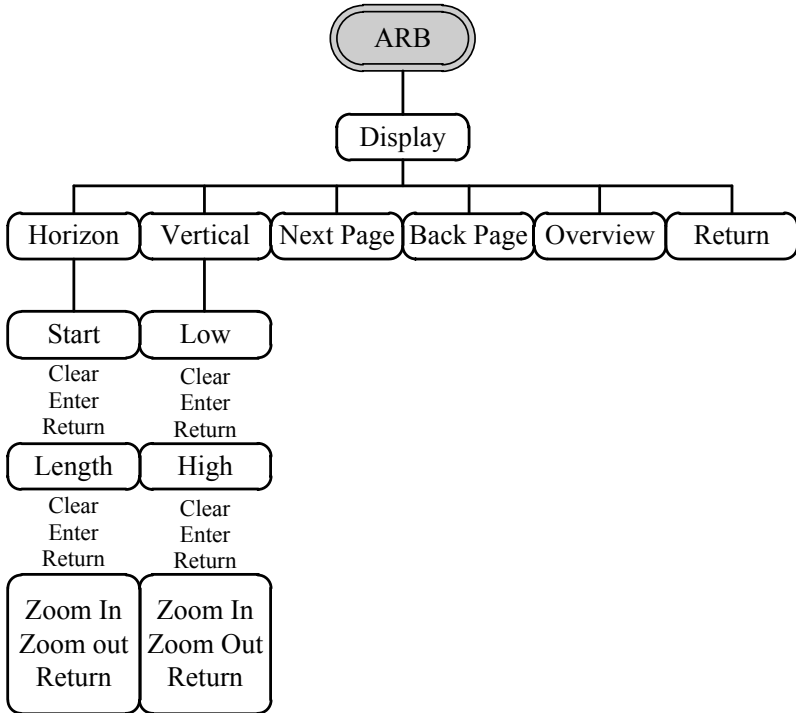 ARB
Display
Horizon
Vertical
Next Page
Back Page
Overview
Return
Start
Clear
Enter
Return
Length
Clear
Enter
Return
Zoom In
Zoom out
Return
Low
Clear
Enter
Return
High
Clear
Enter
Return
Zoom In
Zoom Out
Return